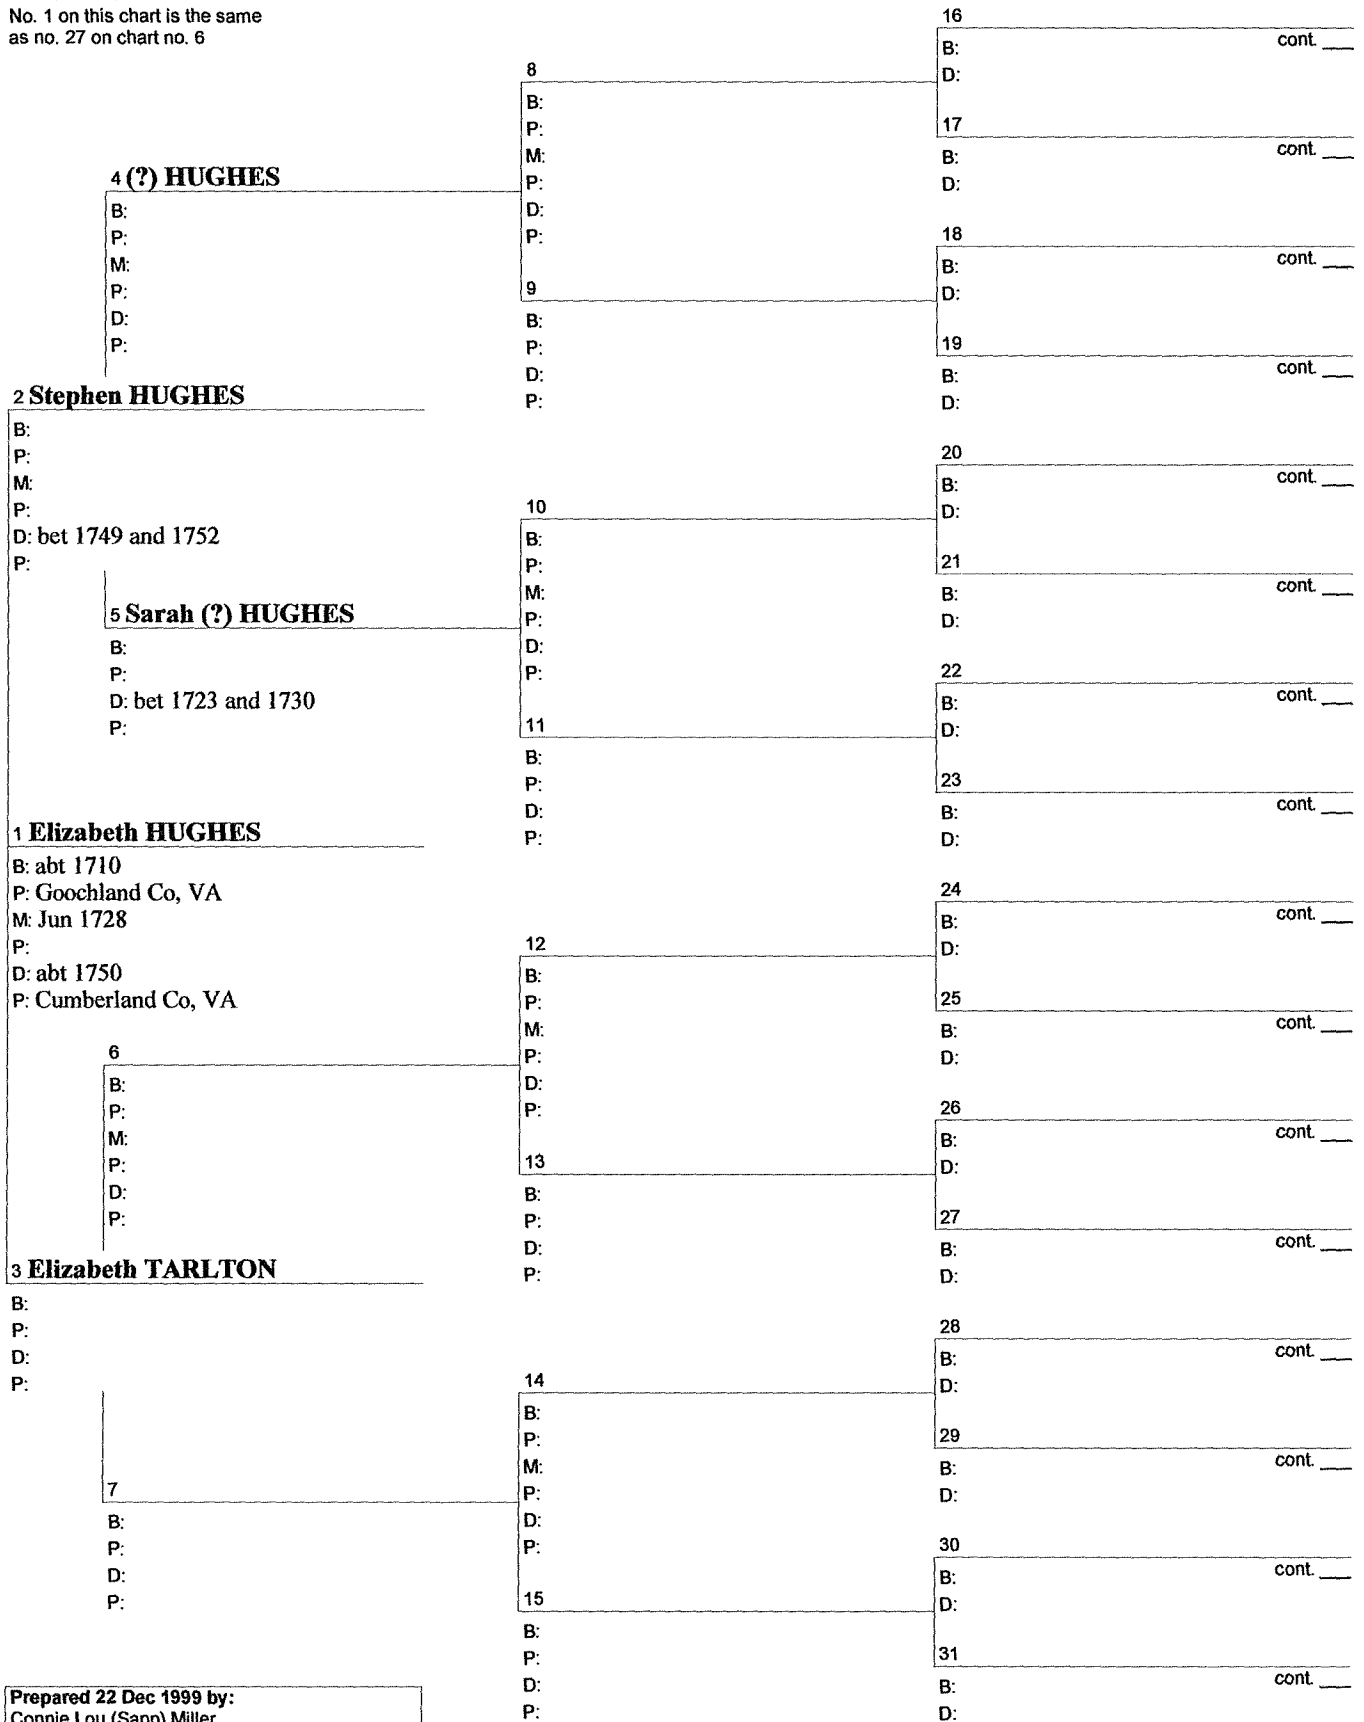 No. 1 on this chart is the same
as no. 27 on chart no. 6
4 (?) HUGHES
B:
P:
M:
P:
D:
P:
2 Stephen HUGHES
B:
P:
M:
P:
D: bet 1749 and 1752
P:
5 Sarah (?) HUGHES
B:
P:
D: bet 1723 and 1730
P:
1 Elizabeth HUGHES
B: abt 1710
P: Goochland Co, VA
M: Jun 1728
P:
D: abt 1750
P: Cumberland Co, VA
6
B:
P:
M:
P:
D:
P:
3 Elizabeth TARLTON
B:
P:
D:
P:
7
B:
P:
D:
P:
Prepared 22 Dec 1999 by:
Connie Lou (Sapp) Miller
8
B:
P:
M:
P:
D:
P:
9
B:
P:
D:
P:
10
B:
P:
M:
P:
D:
P:
11
B:
P:
D:
P:
12
B:
P:
M:
P:
D:
P:
13
B:
P:
D:
P:
14
B:
P:
M:
P:
D:
P:
15
B:
P:
D:
P:
16
B: cont. ___
D:
17
B: cont. ___
D:
18
B: cont. ___
D:
19
B: cont. ___
D:
20
B: cont. ___
D:
21
B: cont. ___
D:
22
B: cont. ___
D:
23
B: cont. ___
D:
24
B: cont. ___
D:
25
B: cont. ___
D:
26
B: cont. ___
D:
27
B: cont. ___
D:
28
B: cont. ___
D:
29
B: cont. ___
D:
30
B: cont. ___
D:
31
B: cont. ___
D: